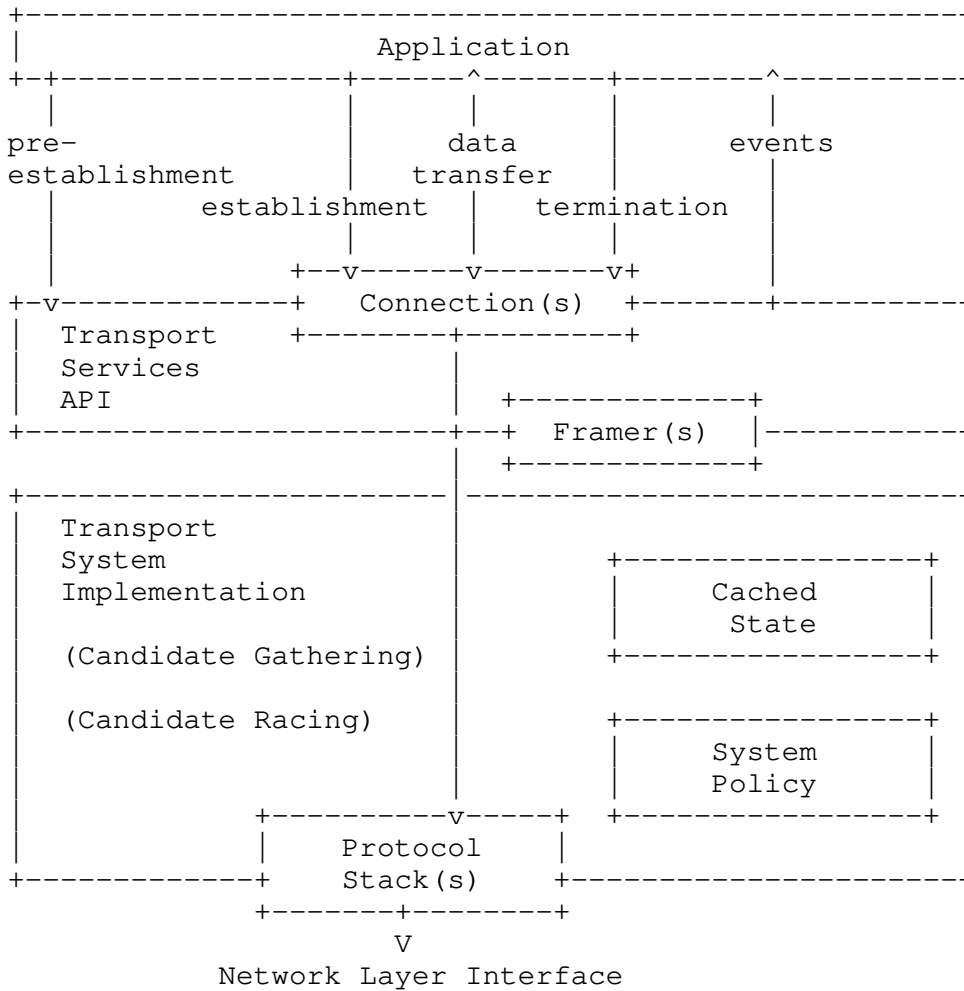 Application
pre-
data
events
establishment
transfer
establishment
termination
Connection(s)
Transport
Services
API
Framer(s)
Transport
System
Implementation
Cached
State
(Candidate Gathering)
(Candidate Racing)
System
Policy
Protocol
Stack(s)
Network Layer Interface